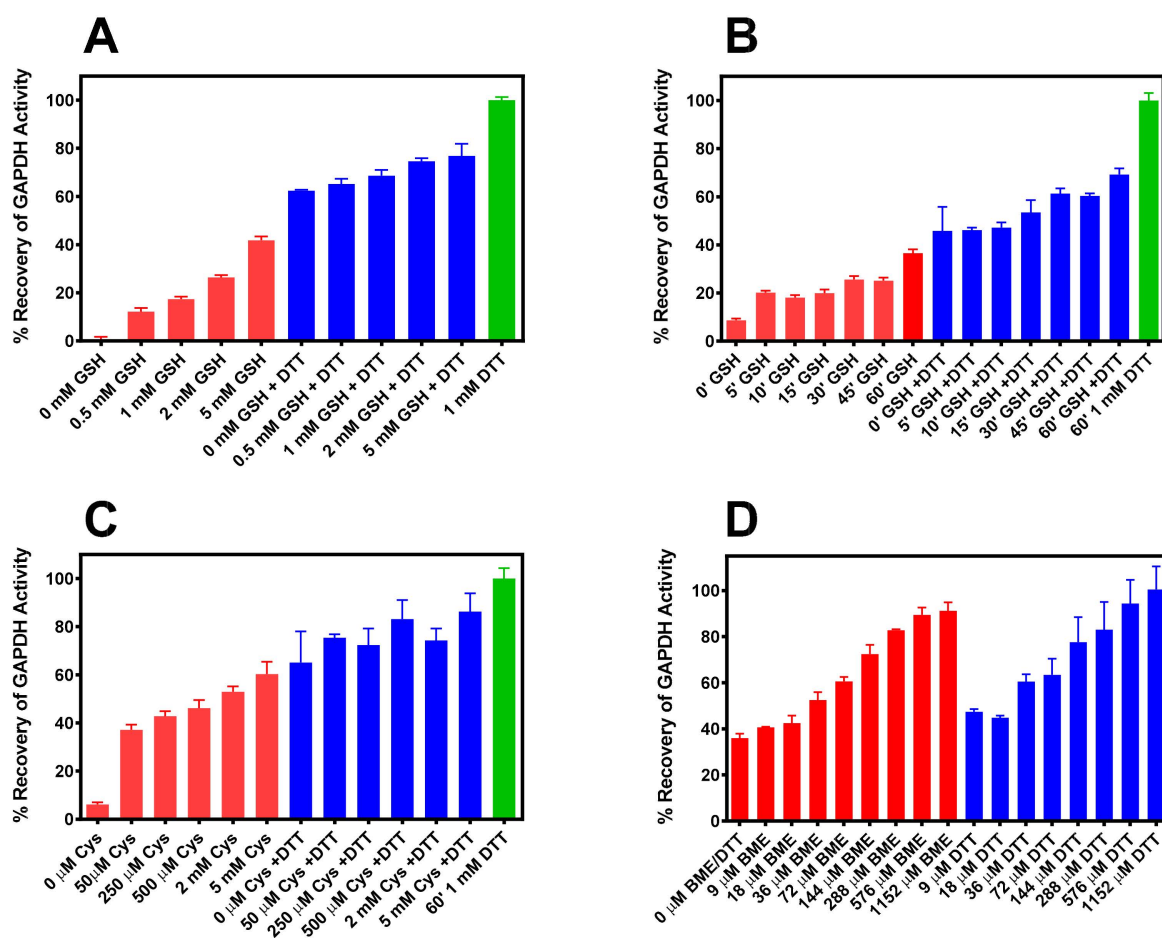 A
% Recovery of GAPDH Activity
100
80
60
40
20
0
0 mM GSH
0.5 mM GSH
1 mM GSH
2 mM GSH
5 mM GSH
0 mM GSH + DTT
0.5 mM GSH + DTT
1 mM GSH + DTT
2 mM GSH + DTT
5 mM GSH + DTT
1 mM DTT
B
% Recovery of GAPDH Activity
100
80
60
40
20
0
0' GSH
5' GSH
10' GSH
15' GSH
30' GSH
45' GSH
60' GSH
0' GSH +DTT
5' GSH +DTT
10' GSH +DTT
15' GSH +DTT
30' GSH +DTT
45' GSH +DTT
60' GSH +DTT
60' 1 mM DTT
C
% Recovery of GAPDH Activity
100
80
60
40
20
0
0 μM Cys
50μM Cys
250 μM Cys
500 μM Cys
2 mM Cys
5 mM Cys
0 μM Cys +DTT
50 μM Cys +DTT
250 μM Cys +DTT
500 μM Cys +DTT
2 mM Cys +DTT
5 mM Cys +DTT
60' 1 mM DTT
D
% Recovery of GAPDH Activity
100
80
60
40
20
0
0 μM BME/DTT
9 μM BME
18 μM BME
36 μM BME
72 μM BME
144 μM BME
288 μM BME
576 μM BME
1152 μM BME
9 μM DTT
18 μM DTT
36 μM DTT
72 μM DTT
144 μM DTT
288 μM DTT
576 μM DTT
1152 μM DTT